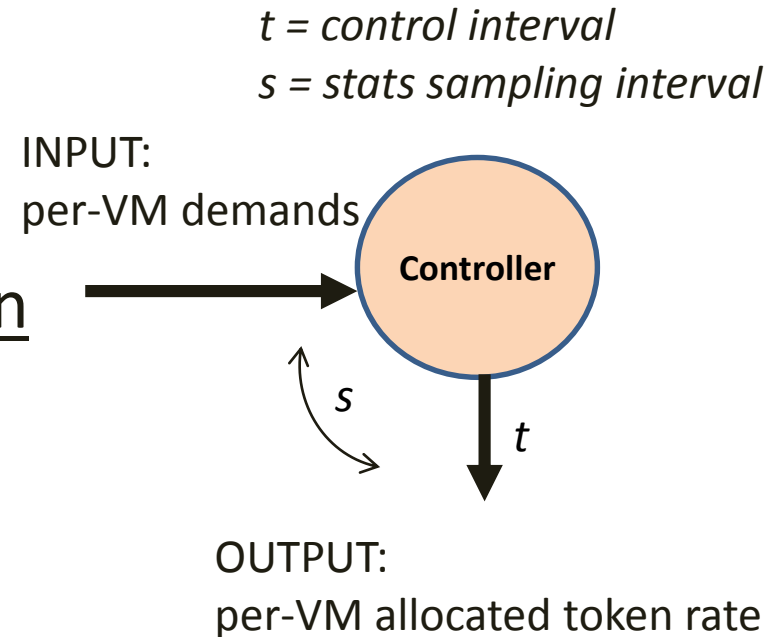 t = control interval
s = stats sampling interval
INPUT:
per-VM demands
Controller
n
s
t
OUTPUT:
per-VM allocated token rate